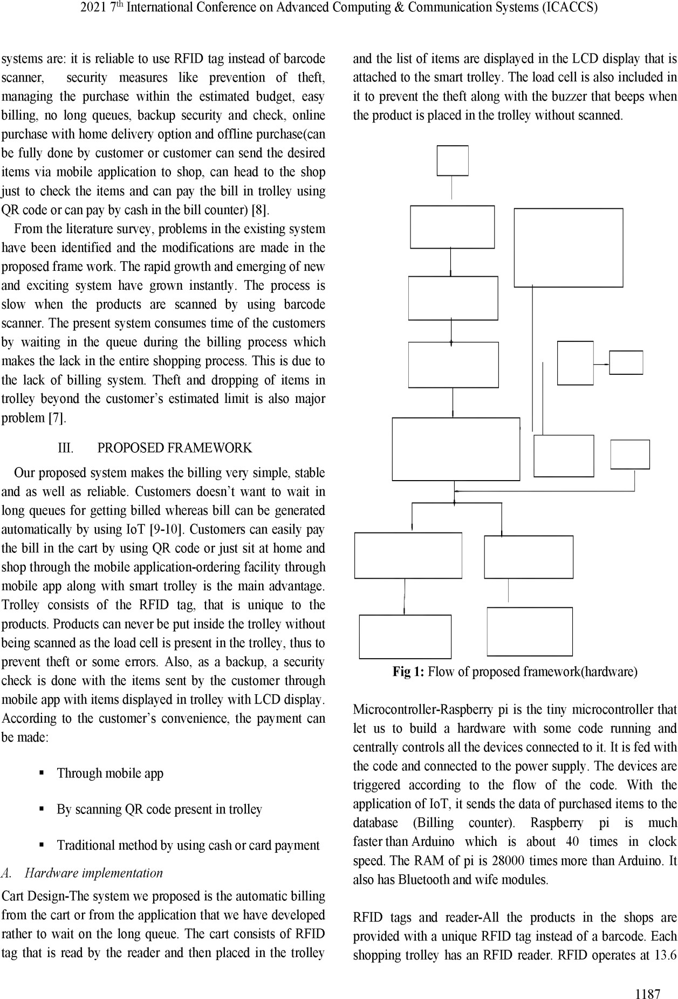 2021 7th International Conference on Advanced Computing & Communication Systems (ICACCS)
systems are: it is reliable to use RFID tag instead of barcode
scanner, security measures like prevention of theft,
managing the purchase within the estimated budget, easy
billing, no long queues, backup security and check, online
purchase with home delivery option and offline purchase(can
be fully done by customer or customer can send the desired
items via mobile application to shop, can head to the shop
just to check the items and can pay the bill in trolley using
QR code or can pay by cash in the bill counter) [8].
From the literature survey, problems in the existing system
have been identified and the modifications are made in the
proposed frame work. The rapid growth and emerging of new
and exciting system have grown instantly. The process is
slow when the products are scanned by using barcode
scanner. The present system consumes time of the customers
by waiting in the queue during the billing process which
makes the lack in the entire shopping process. This is due to
the lack of billing system. Theft and dropping of items in
trolley beyond the customer's estimated limit is also major
problem [7].
III. PROPOSED FRAMEWORK
Our proposed system makes the billing very simple, stable
and as well as reliable. Customers doesn't want to wait in
long queues for getting billed whereas bill can be generated
automatically by using IoT [9-10]. Customers can easily pay
the bill in the cart by using QR code or just sit at home and
shop through the mobile application-ordering facility through
mobile app along with smart trolley is the main advantage.
Trolley consists of the RFID tag, that is unique to the
products. Products can never be put inside the trolley without
being scanned as the load cell is present in the trolley, thus to
prevent theft or some errors. Also, as a backup, a security
check is done with the items sent by the customer through
mobile app with items displayed in trolley with LCD display.
According to the customer's convenience, the payment can
be made:
▪ Through mobile app
▪ By scanning QR code present in trolley
▪ Traditional method by using cash or card payment
A. Hardware implementation
Cart Design-The system we proposed is the automatic billing
from the cart or from the application that we have developed
rather to wait on the long queue. The cart consists of RFID
tag that is read by the reader and then placed in the trolley
and the list of items are displayed in the LCD display that is
attached to the smart trolley. The load cell is also included in
it to prevent the theft along with the buzzer that beeps when
the product is placed in the trolley without scanned.
Fig 1: Flow of proposed framework(hardware)
Microcontroller-Raspberry pi is the tiny microcontroller that
let us to build a hardware with some code running and
centrally controls all the devices connected to it. It is fed with
the code and connected to the power supply. The devices are
triggered according to the flow of the code. With the
application of IoT, it sends the data of purchased items to the
database (Billing counter). Raspberry pi is much
faster than Arduino which is about 40 times in clock
speed. The RAM of pi is 28000 times more than Arduino. It
also has Bluetooth and wife modules.
RFID tags and reader-All the products in the shops are
provided with a unique RFID tag instead of a barcode. Each
shopping trolley has an RFID reader. RFID operates at 13.6
1187